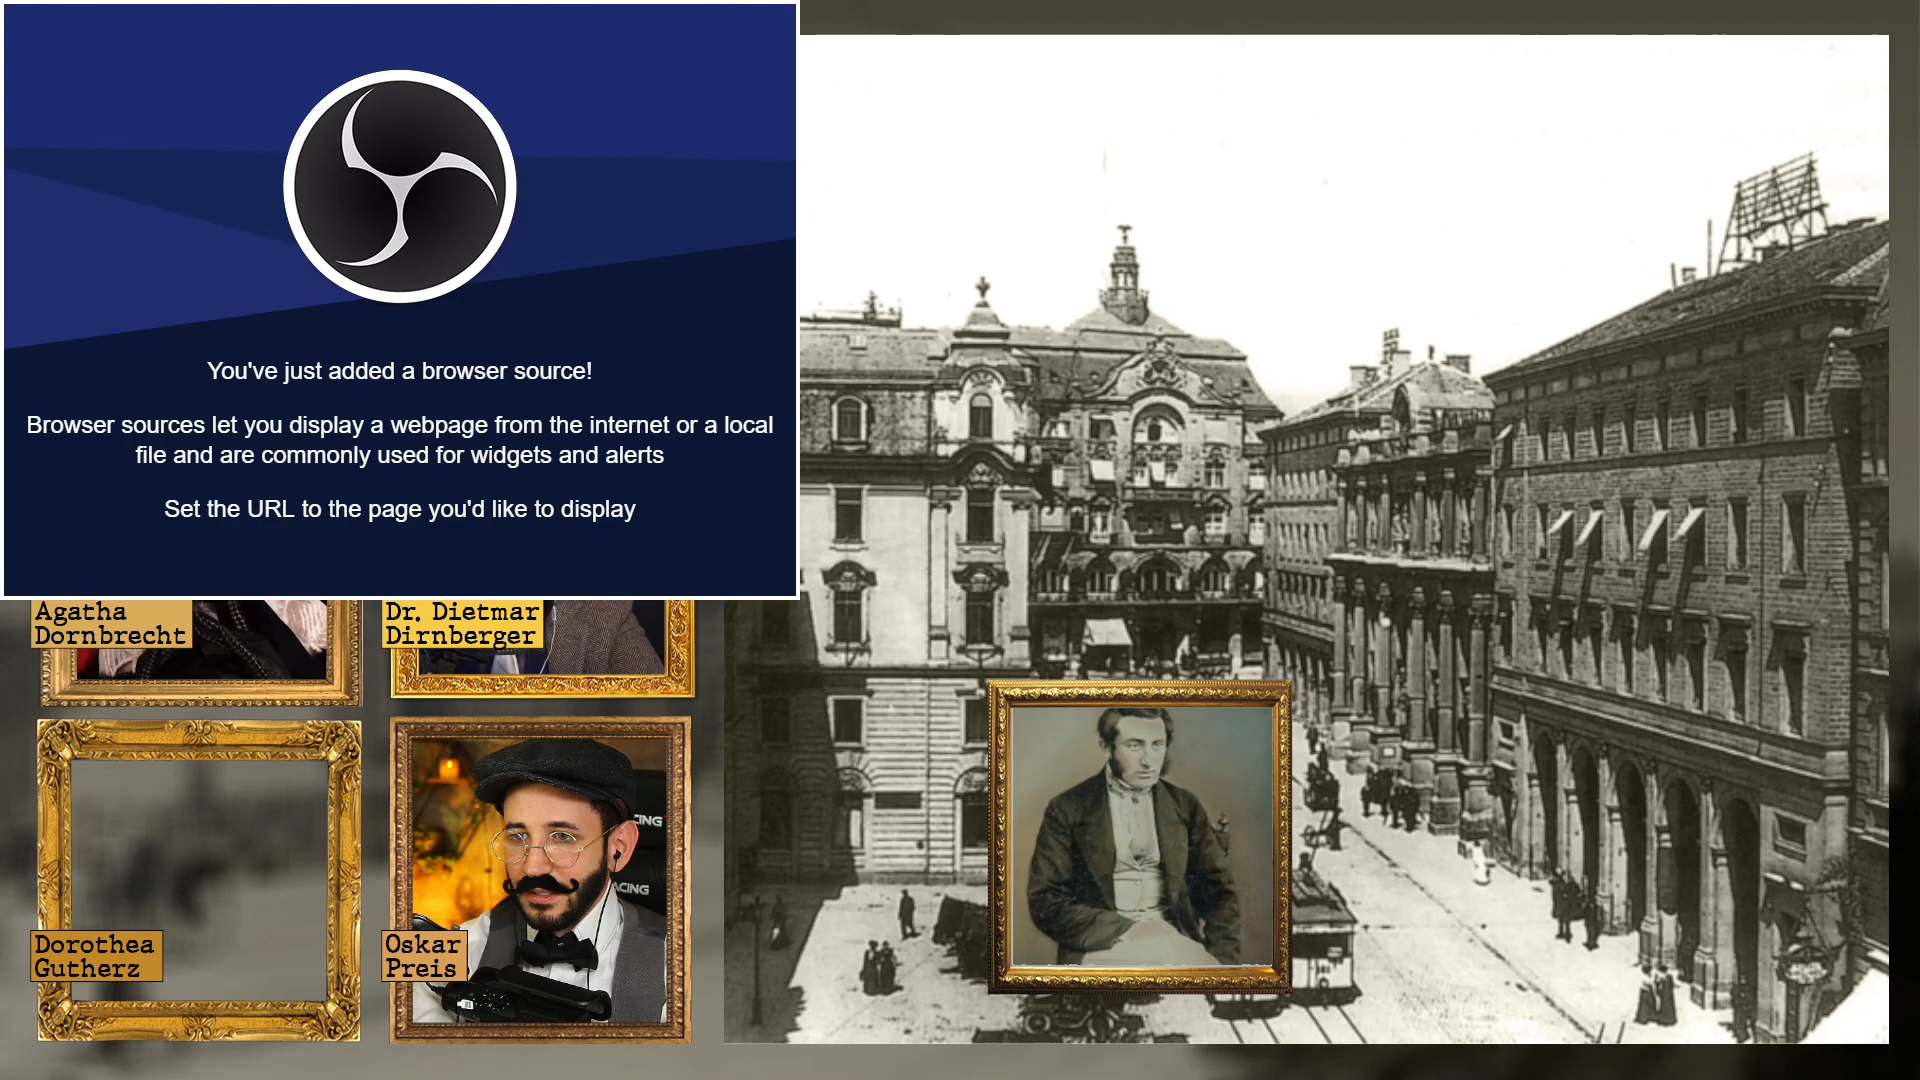 You've just added a browser source!
Browser sources let you display a webpage from the internet or a local
file and are commonly used for widgets and alerts
Set the URL to the page you'd like to display
Agatha
Dornbrecht
Dr. Dietmar
Dirnberger
Dorothea
Gutherz
Oskar
Preis
CING
ACING